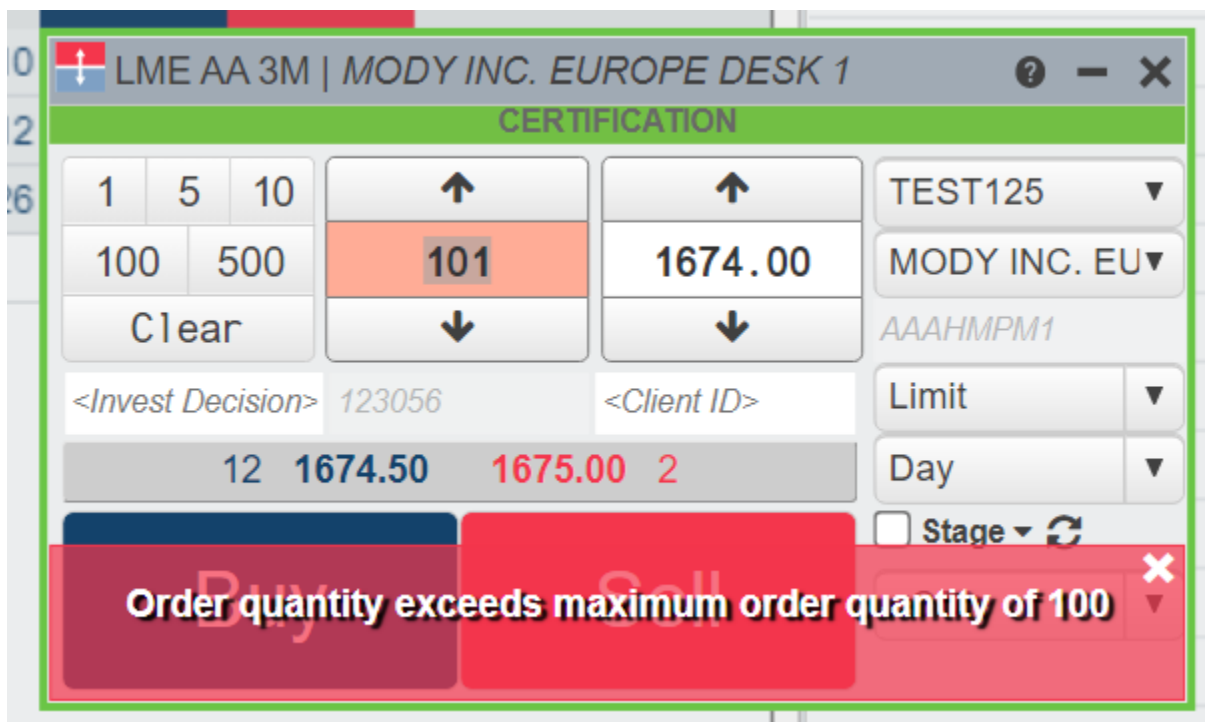 LME AA 3M | MODY INC. EUROPE DESK 1
CERTIFICATION
10
12
26
1 5 10
100 500
Clear
101
1674.00
TEST125
MODY INC. EU
AAAHMPM1
<Invest Decision> 123056 <Client ID>
Limit
12 1674.50 1675.00 2
Day
Stage
Buy Sell
Order quantity exceeds maximum order quantity of 100